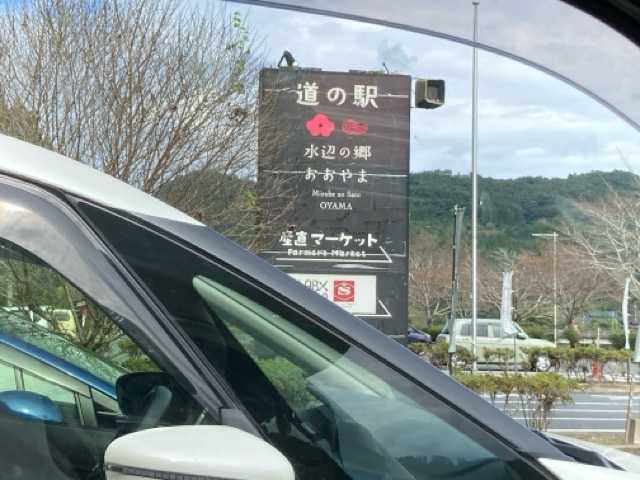 道の駅
水辺の郷
おおやま
Mizube no Sato
OYAMA
産直マーケット
Farmer's Market
S